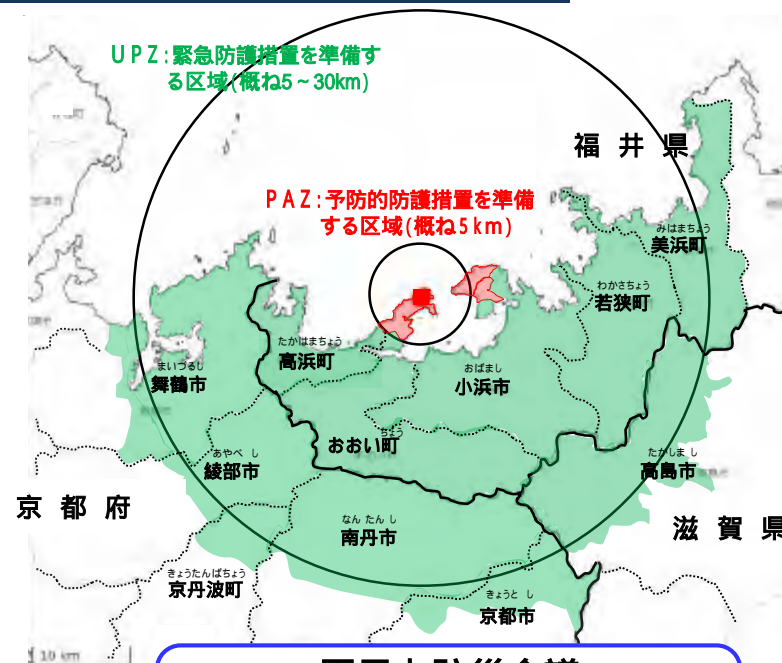 UPZ:緊急防護措置を準備す
る区域(概ね5~30km)
福井県
PAZ:予防的防護措置を準備
する区域(概ね5km)
みはまちょう
美浜町
わかさちょう
若狭町
たかはまちょう
高浜町
まいづるし
舞鶴市
おばまし
小浜市
ちょう
おおい町
あやべ し
綾部市
たかしま し
高島市
京都府
なん たん し
南丹市
滋賀県
きょうたんばちょう
京丹波町
きょうと し
京都市
10 km